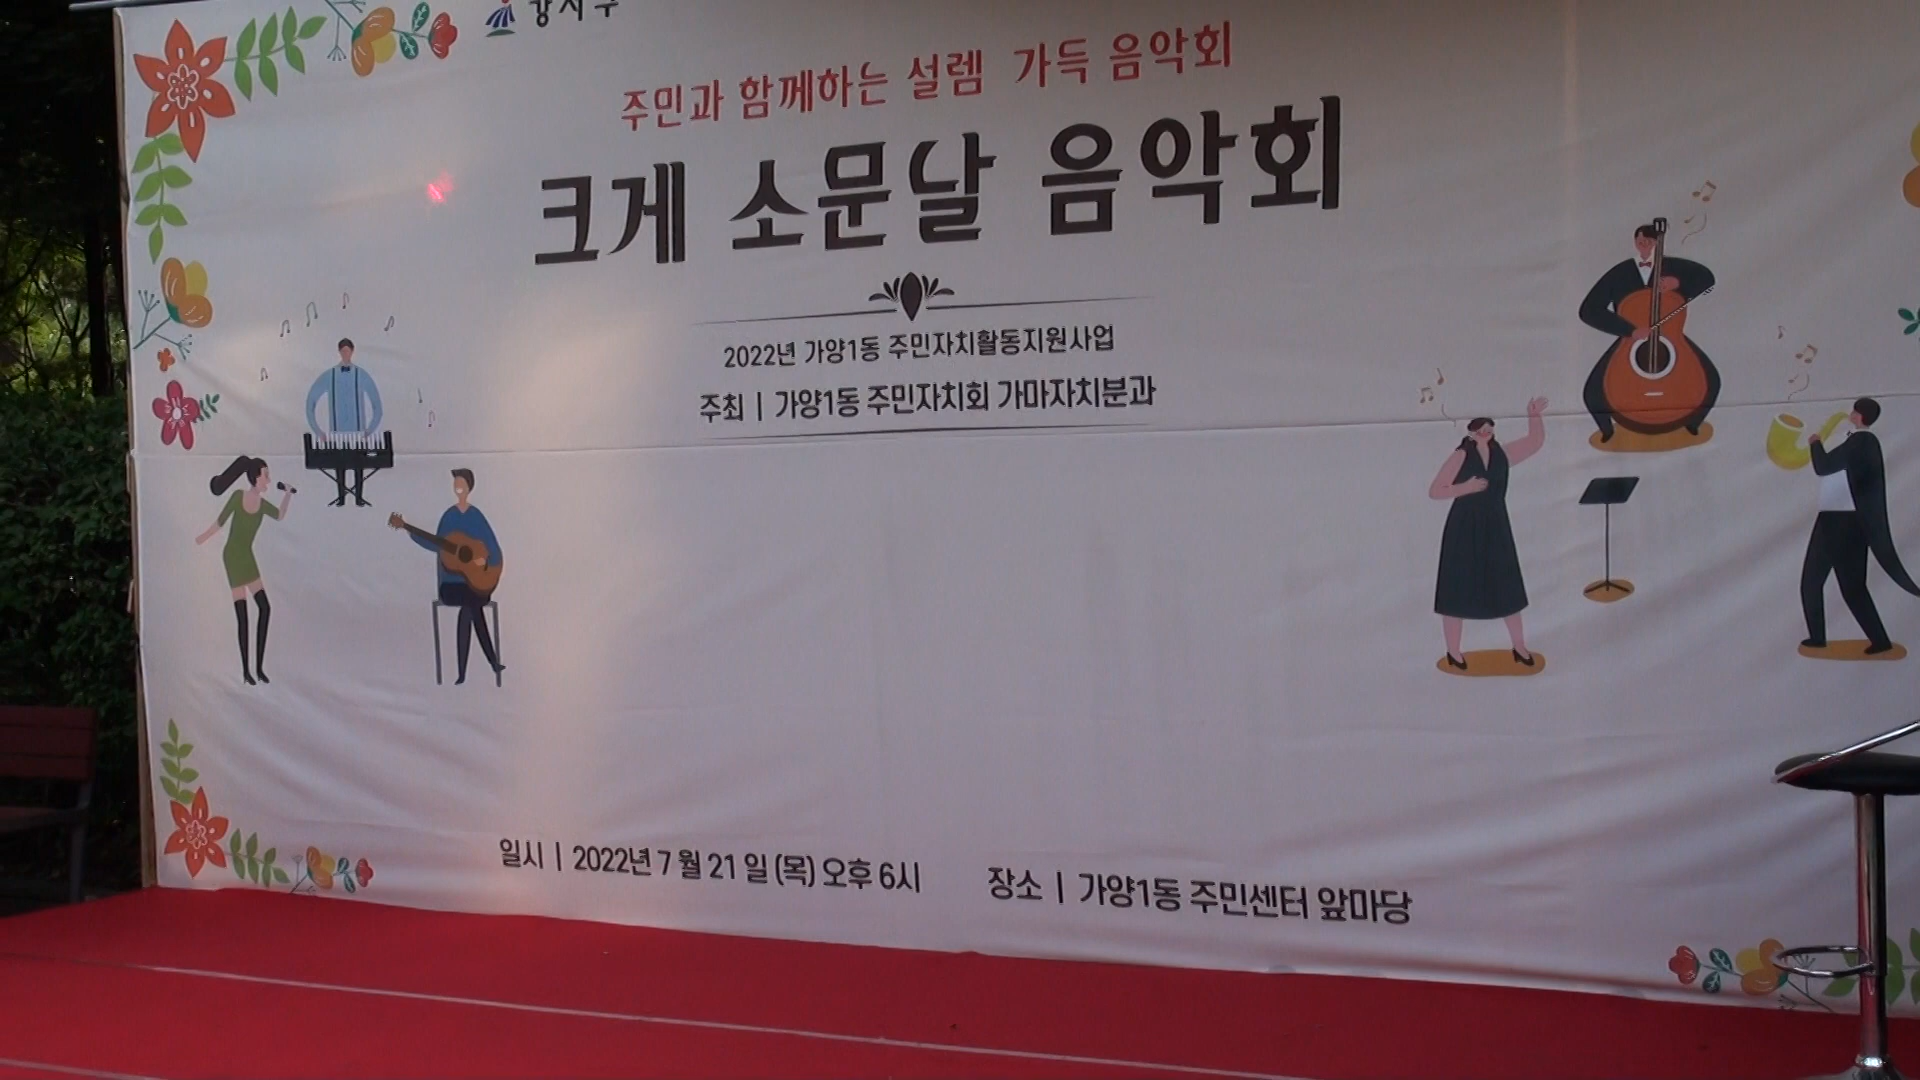 강서구
주민과 함께하는 설렘 가득 음악회
크게 소문날 음악회
2022년 가양1동 주민자치활동지원사업
주최 | 가양1동 주민자치회 가마자치분과
일시 | 2022년 7월 21일 (목) 오후 6시
장소 | 가양1동 주민센터 앞마당